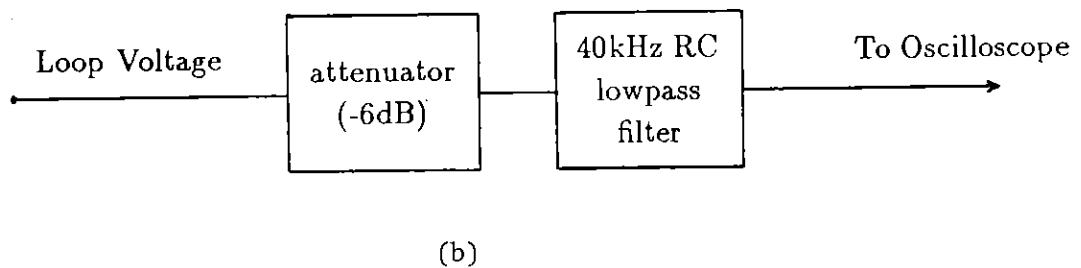 Loop Voltage
attenuator
(-6dB)
40kHz RC
lowpass
filter
To Oscilloscope
(b)